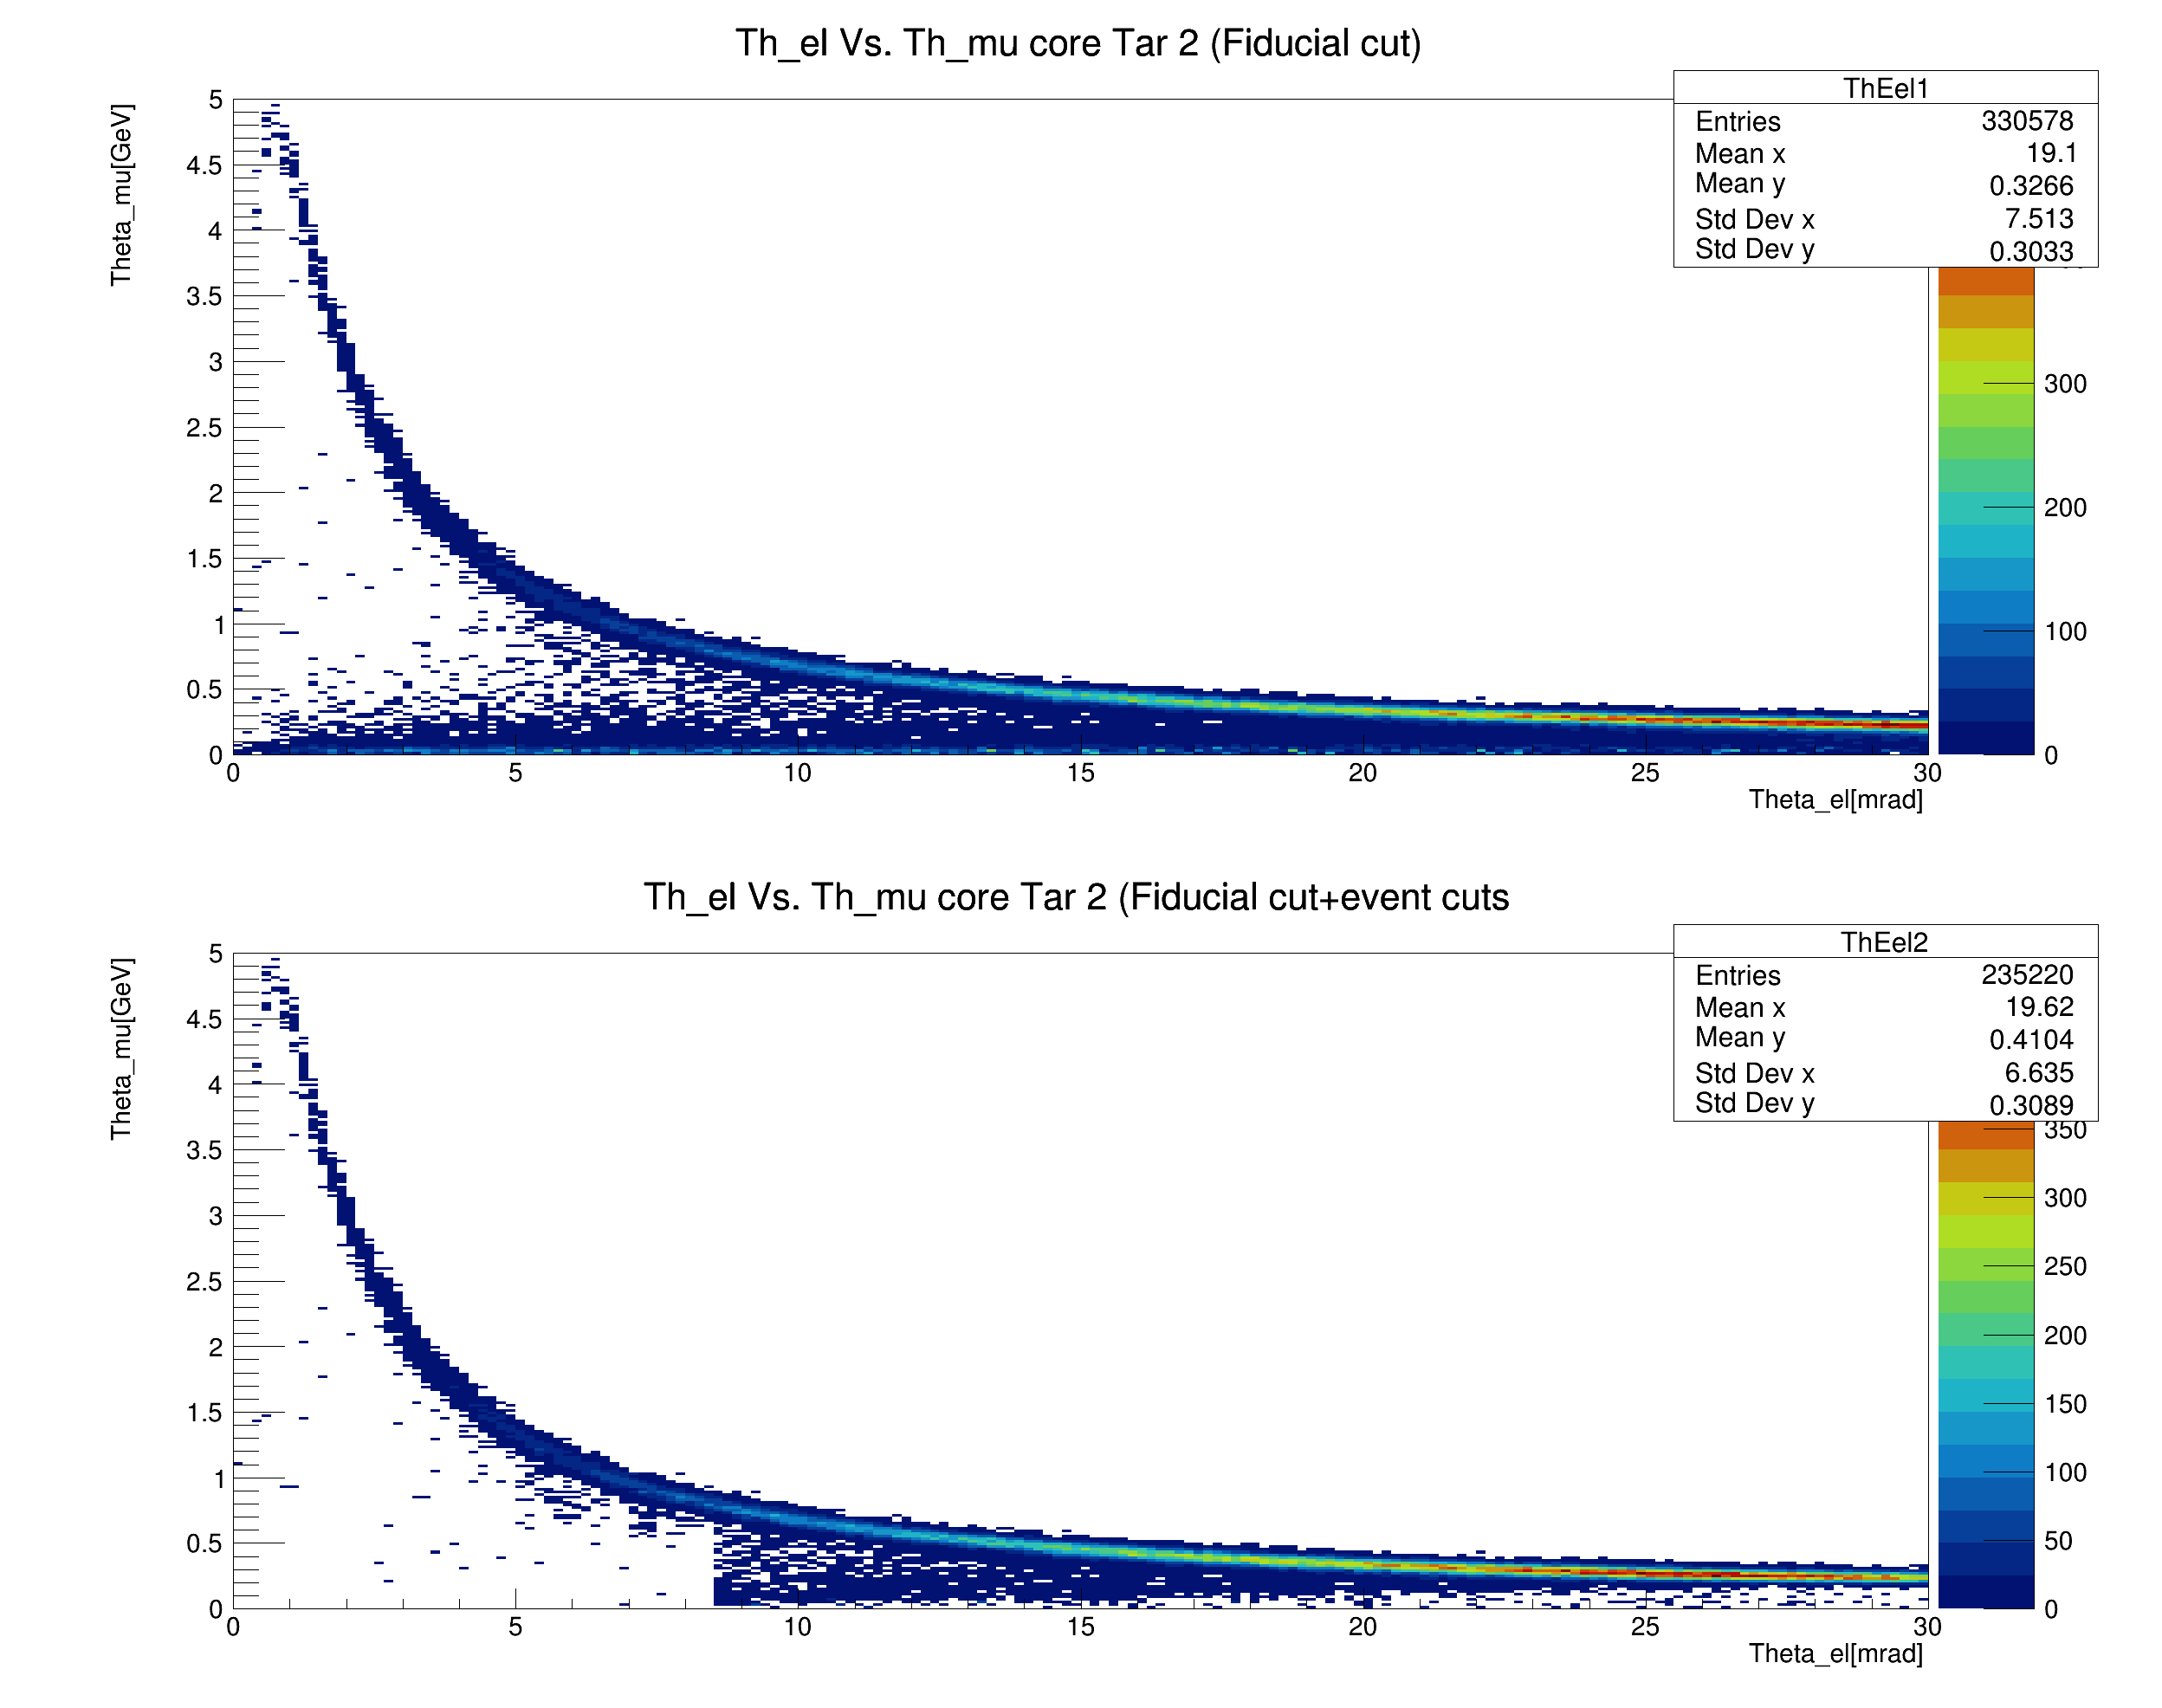 Th_el Vs. Th_mu core Tar 2 (Fiducial cut)
ThEel1
Entries 330578
Mean x 19.1
Mean y 0.3266
Std Dev x 7.513
Std Dev y 0.3033
Theta_mu[GeV]
5
4.5
4
3.5
3
2.5
2
1.5
1
0.5
0
0 5 10 15 20 25 30
Theta_el[mrad]
300
200
100
0
Th_el Vs. Th_mu core Tar 2 (Fiducial cut+event cuts
ThEel2
Entries 235220
Mean x 19.62
Mean y 0.4104
Std Dev x 6.635
Std Dev y 0.3089
Theta_mu[GeV]
5
4.5
4
3.5
3
2.5
2
1.5
1
0.5
0
0 5 10 15 20 25 30
Theta_el[mrad]
350
300
250
200
150
100
50
0